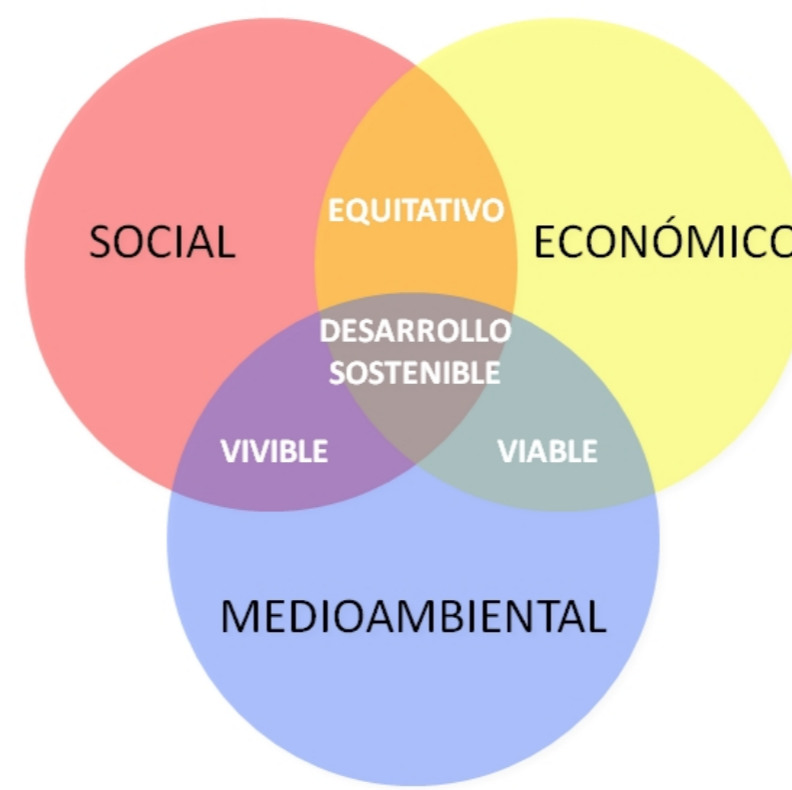 EQUITATIVO
SOCIAL
ECONÓMICO
DESARROLLO
SOSTENIBLE
VIVIBLE
VIABLE
MEDIOAMBIENTAL